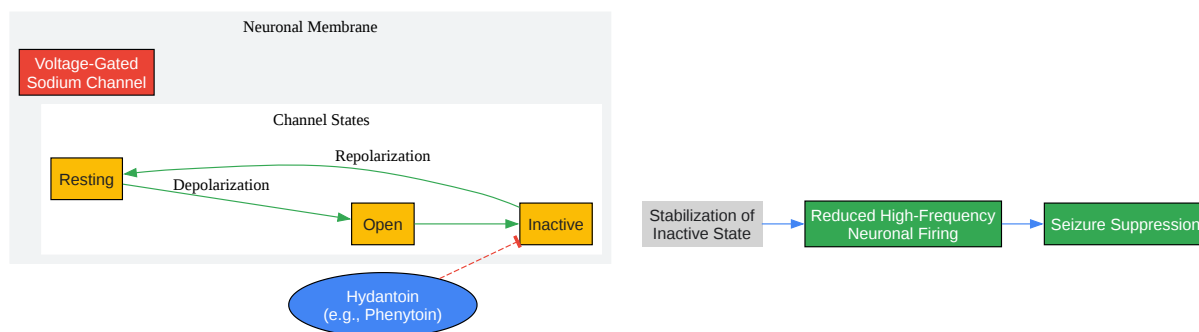 Neuronal Membrane
Voltage-Gated
Sodium Channel
Channel States
Repolarization
Resting
Depolarization
Open
Inactive
Hydantoin
(e.g., Phenytoin)
Stabilization of
Inactive State
Reduced High-Frequency
Neuronal Firing
Seizure Suppression